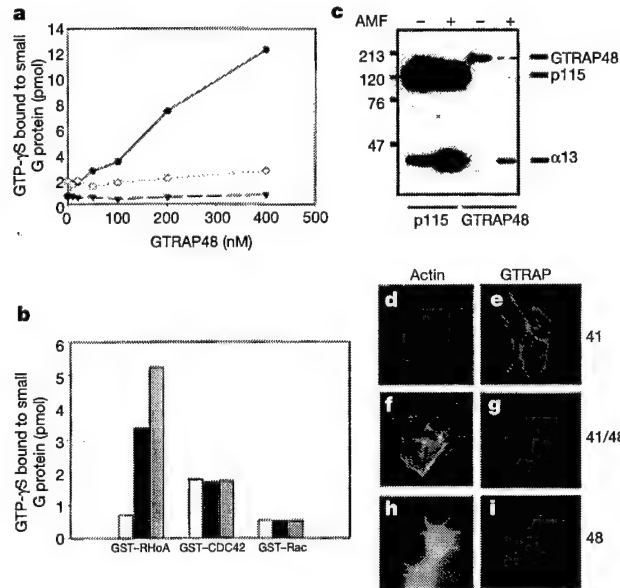 a
GTP-γS bound to small
G protein (pmol)
14
12
10
8
6
4
2
0
0 100 200 300 400 500
GTRAP48 (nM)
c
AMF – + – +
213
120
76
47
GTRAP48
p115
α13
p115 GTRAP48
b
GTP-γS bound to small
G protein (pmol)
6
5
4
3
2
1
0
GST–RHoA GST–CDC42 GST–Rac
Actin GTRAP
d e 41
f g 41/48
h i 48